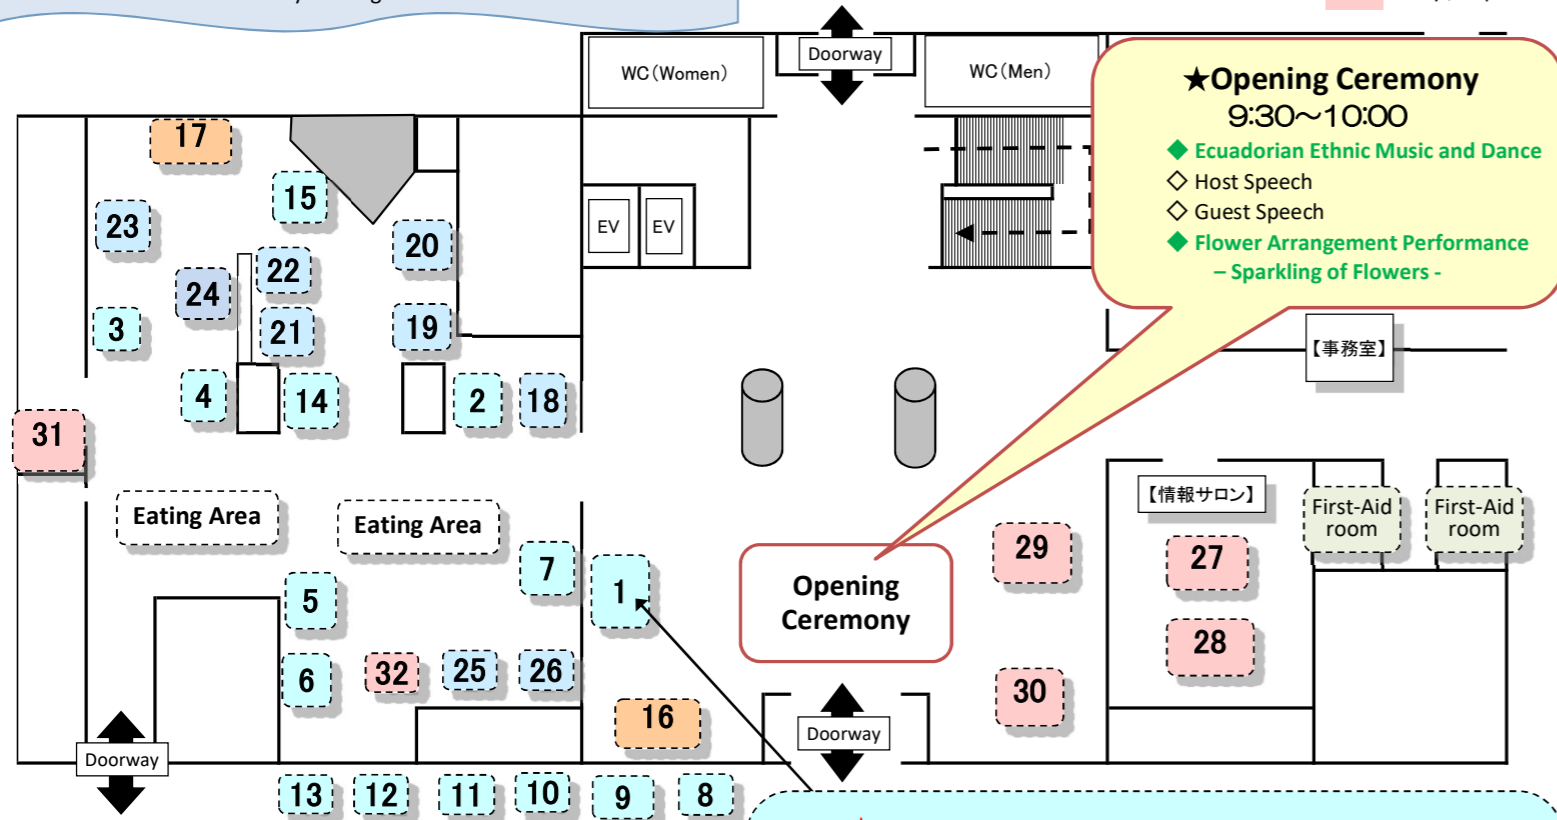 Doorway
WC(Women)
WC(Men)
★Opening Ceremony
9:30～10:00
◆ Ecuadorian Ethnic Music and Dance
◇ Host Speech
◇ Guest Speech
◆ Flower Arrangement Performance
– Sparkling of Flowers -
17
15
23
20
EV
EV
22
24
21
19
3
【事務室】
4
14
2
18
31
【情報サロン】
Eating Area
Eating Area
First-Aid
room
First-Aid
room
29
27
7
1
5
Opening
Ceremony
28
6
32
25
26
30
16
Doorway
Doorway
13
12
11
10
9
8